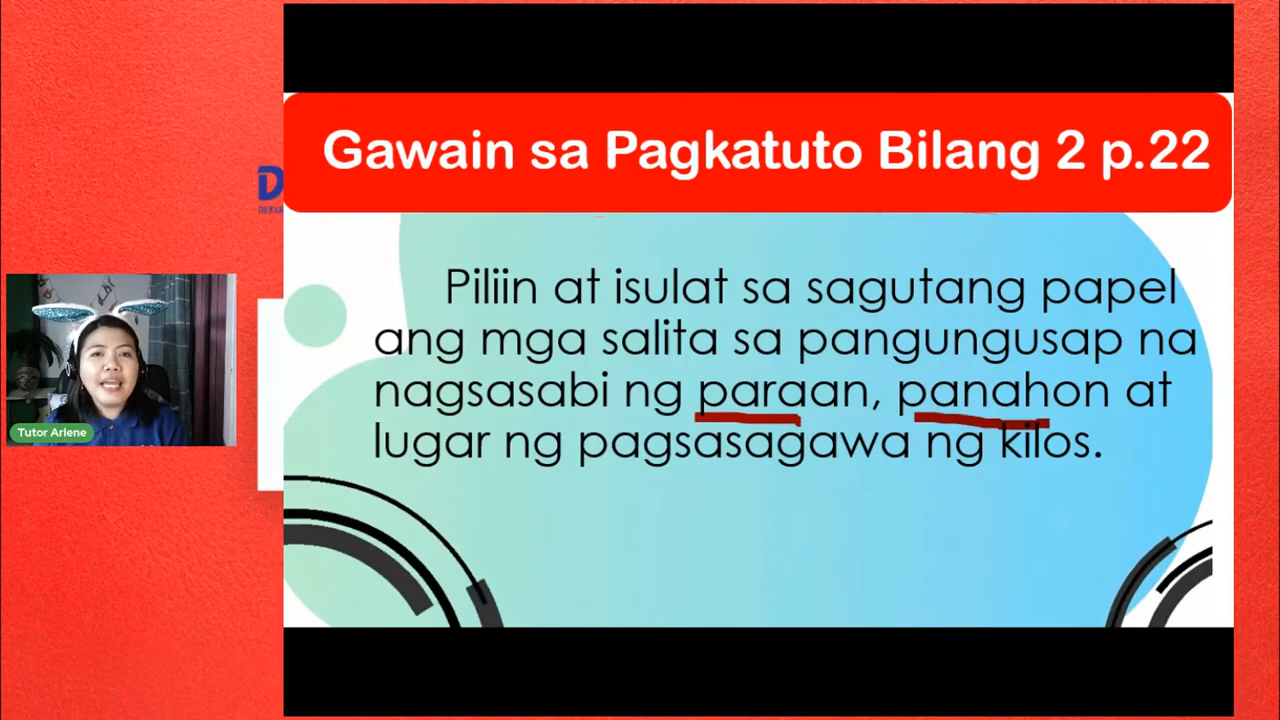 Gawain sa Pagkatuto Bilang 2 p.22
Piliin at isulat sa sagutang papel
ang mga salita sa pangungusap na
nagsasabi ng paraan, panahon at
lugar ng pagsasagawa ng kilos.
Tutor Arlene